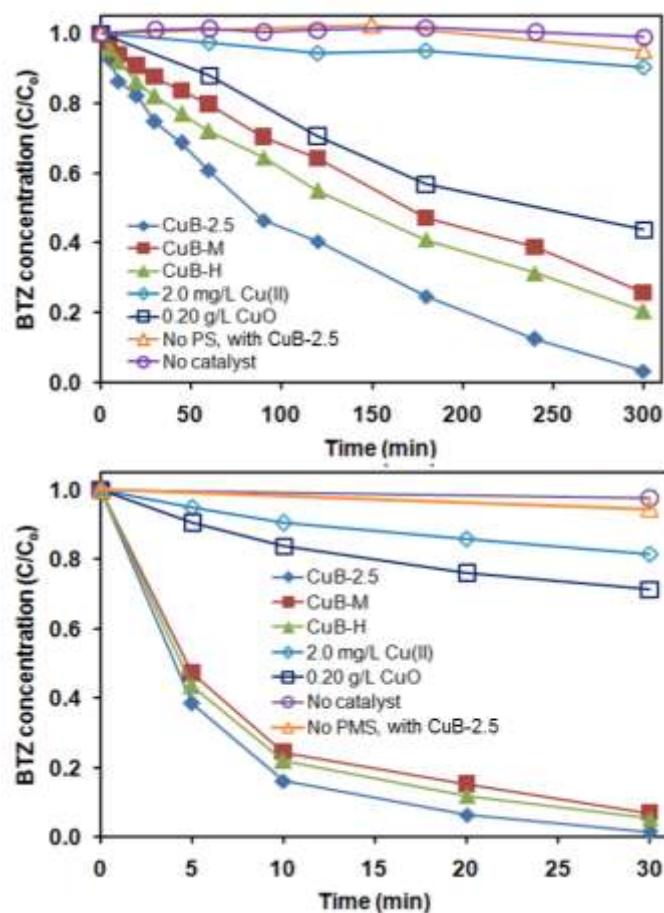 BTZ concentration (C/C₀)
1.0
0.8
0.6
0.4
0.2
0.0
CuB-2.5
CuB-M
CuB-H
2.0 mg/L Cu(II)
0.20 g/L CuO
No PS, with CuB-2.5
No catalyst
0 50 100 150 200 250 300
Time (min)
BTZ concentration (C/C₀)
1.0
0.8
0.6
0.4
0.2
0.0
CuB-2.5
CuB-M
CuB-H
2.0 mg/L Cu(II)
0.20 g/L CuO
No catalyst
No PMS, with CuB-2.5
0 5 10 15 20 25 30
Time (min)